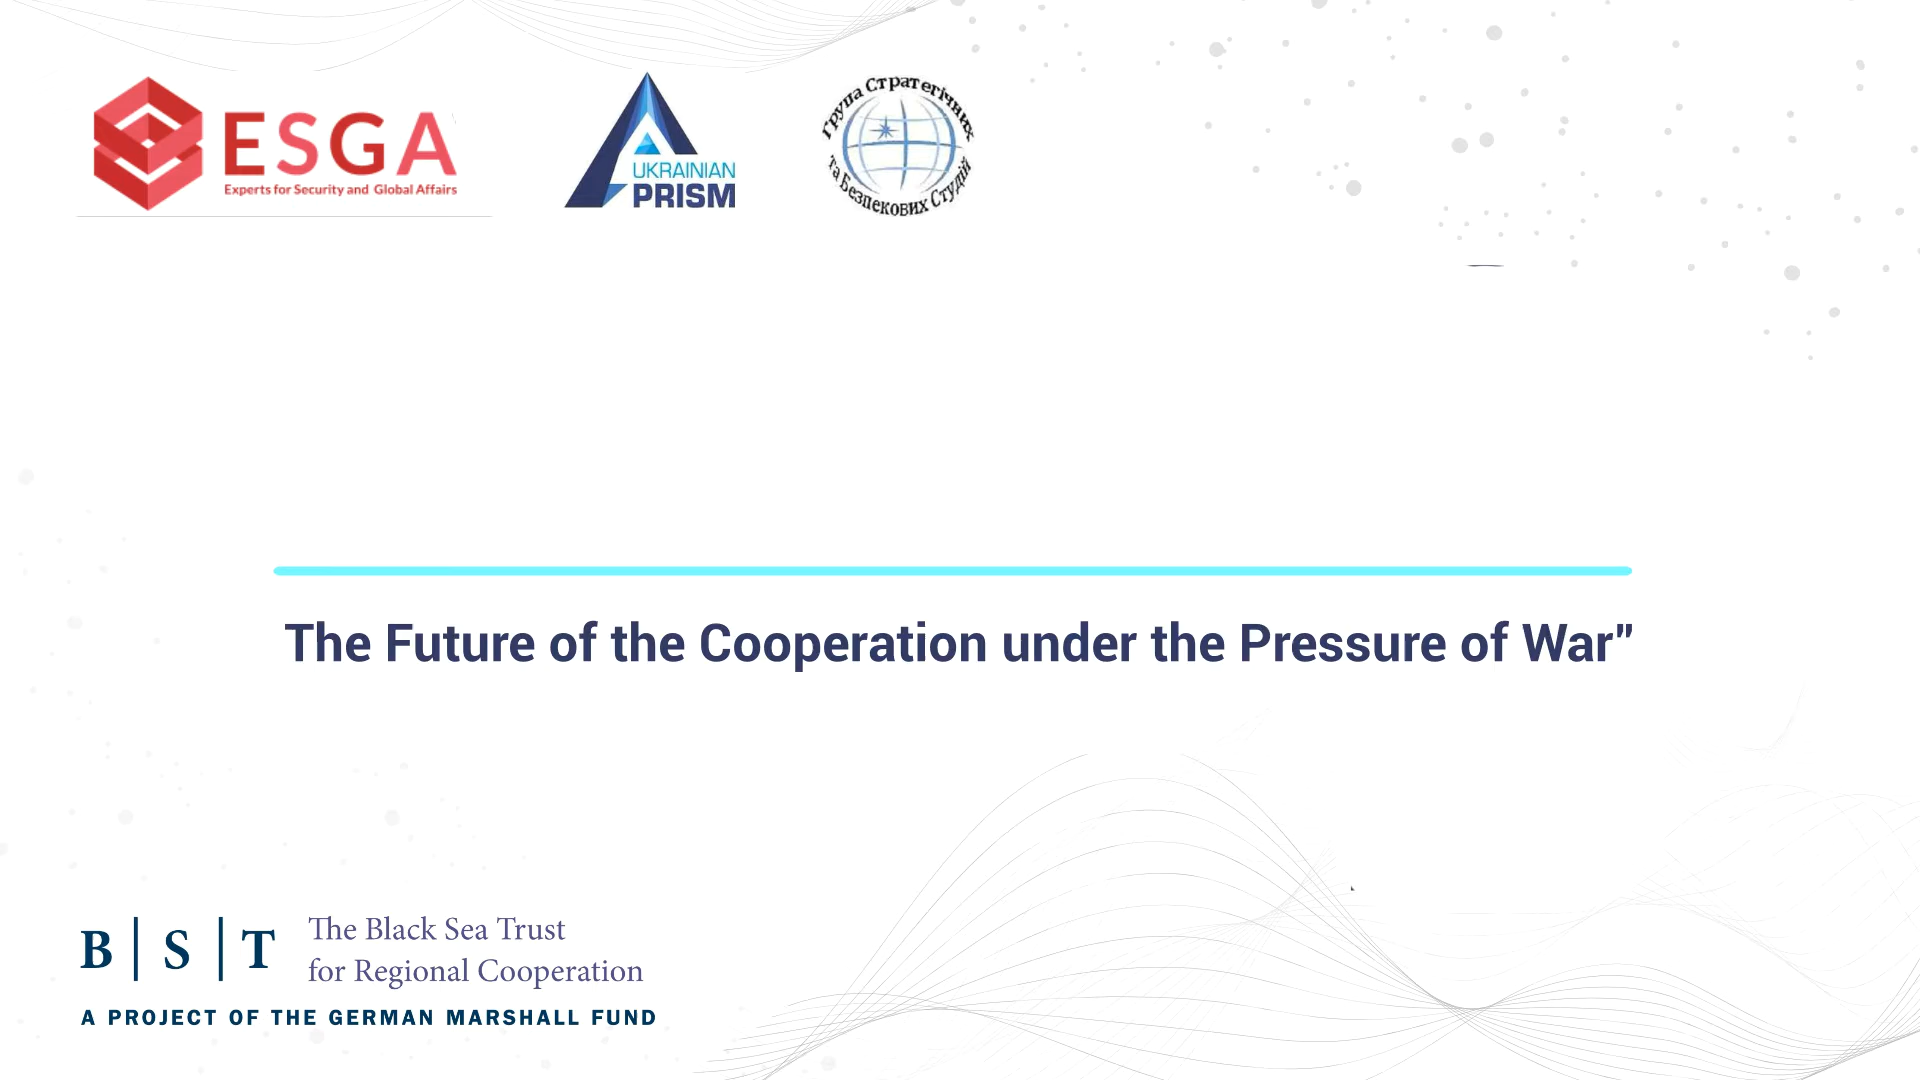 ESGA
Experts for Security and Global Affairs
UKRAINIAN
PRISM
Група Стратегічних
та Безпекових Студій
The Future of the Cooperation under the Pressure of War"
B | S | T
The Black Sea Trust
for Regional Cooperation
A PROJECT OF THE GERMAN MARSHALL FUND